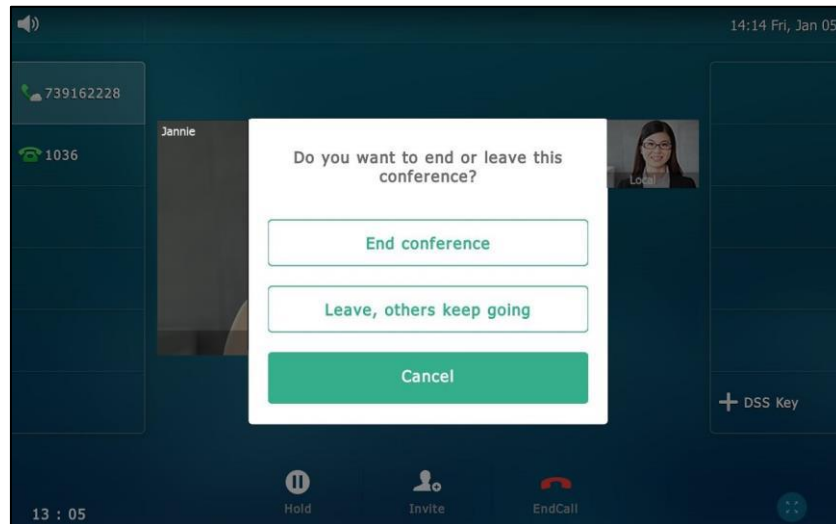 14:14 Fri, Jan 05
739162228
1036
Jannie
Do you want to end or leave this
conference?
Local
End conference
Leave, others keep going
Cancel
DSS Key
Hold
Invite
EndCall
13 : 05